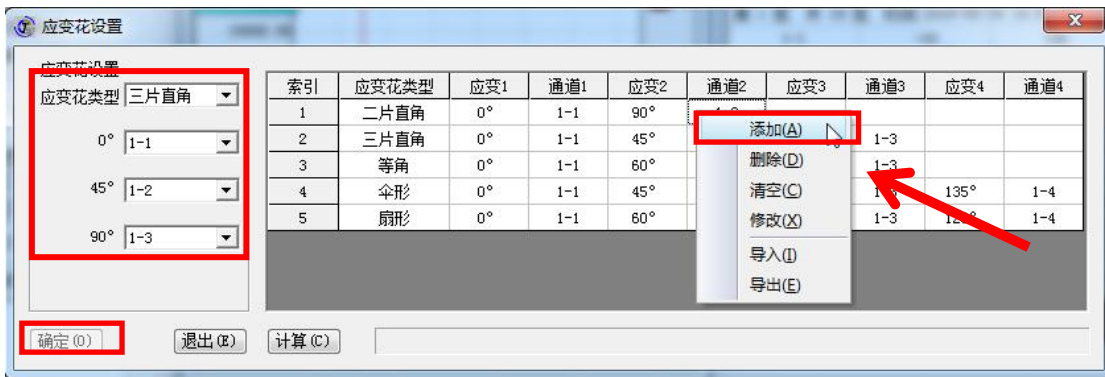 应变花设置
应变花设置
应变花类型 三片直角
0° 1-1
45° 1-2
90° 1-3
索引 应变花类型 应变1 通道1 应变2 通道2 应变3 通道3 应变4 通道4
1 二片直角 0° 1-1 90°
2 三片直角 0° 1-1 45° 1-3
3 等角 0° 1-1 60° 1-3
4 伞形 0° 1-1 45° 135° 1-4
5 扇形 0° 1-1 60° 1-3 1-4
添加(A)
删除(D)
清空(C)
修改(X)
导入(I)
导出(E)
确定(O) 退出(E) 计算(C)